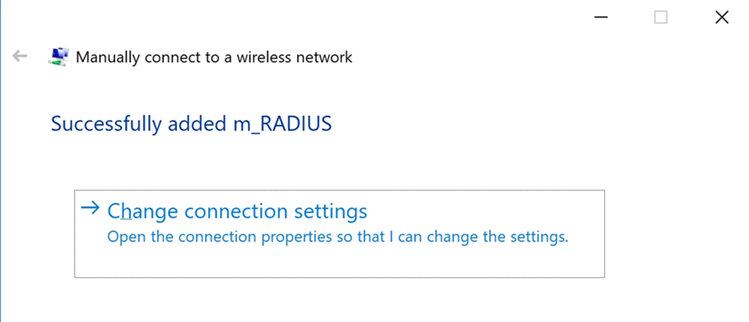 Manually connect to a wireless network
Successfully added m_RADIUS
Change connection settings
Open the connection properties so that I can change the settings.